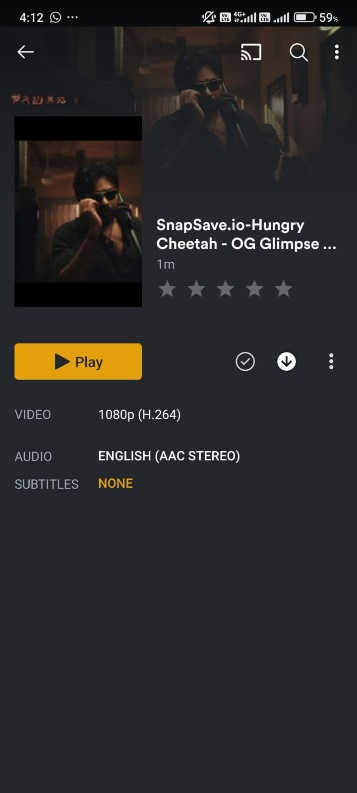 4:12
4G+
59%
SnapSave.io-Hungry
Cheetah - OG Glimpse ...
1m
Play
VIDEO 1080p (H.264)
AUDIO ENGLISH (AAC STEREO)
SUBTITLES NONE